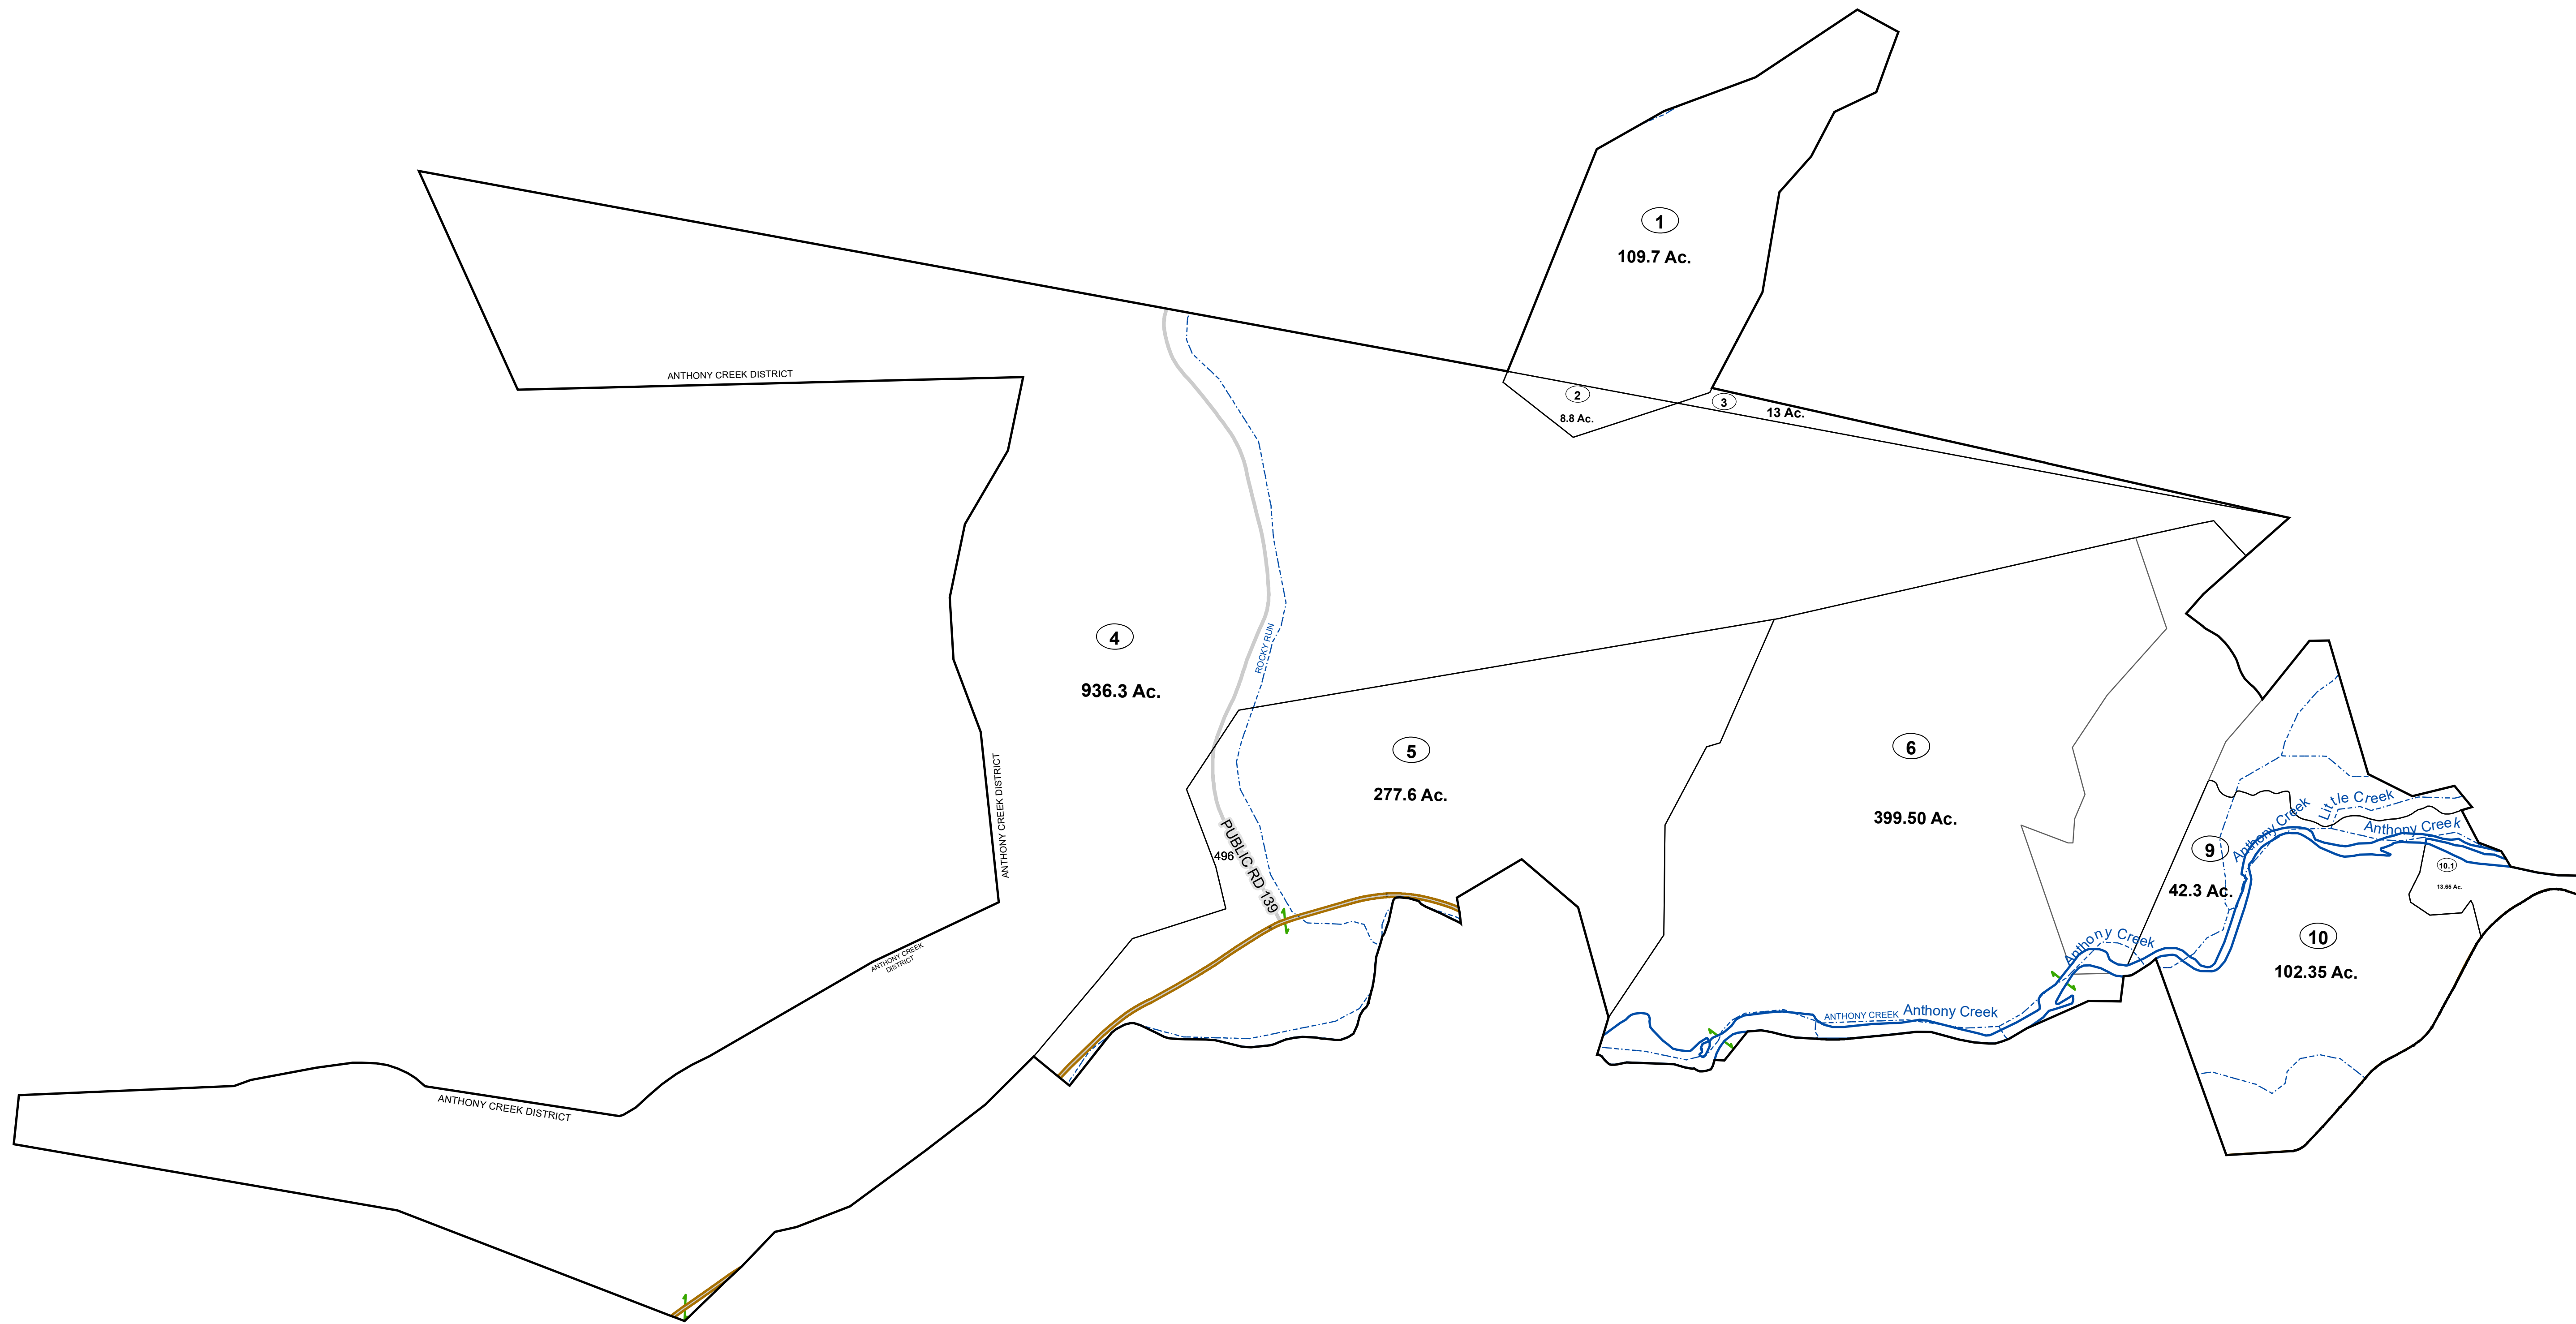 1
109.7 Ac.
ANTHONY CREEK DISTRICT
2
8.8 Ac.
3
13 Ac.
4
936.3 Ac.
ROCKY RUN
5
277.6 Ac.
6
399.50 Ac.
ANTHONY CREEK DISTRICT
PUBLIC RD 139
496
Little Creek
Anthony Creek
Anthony Creek
9
42.3 Ac.
10.1
13.65 Ac.
10
102.35 Ac.
Anthony Creek
ANTHONY CREEK
DISTRICT
ANTHONY CREEK
Anthony Creek
ANTHONY CREEK DISTRICT